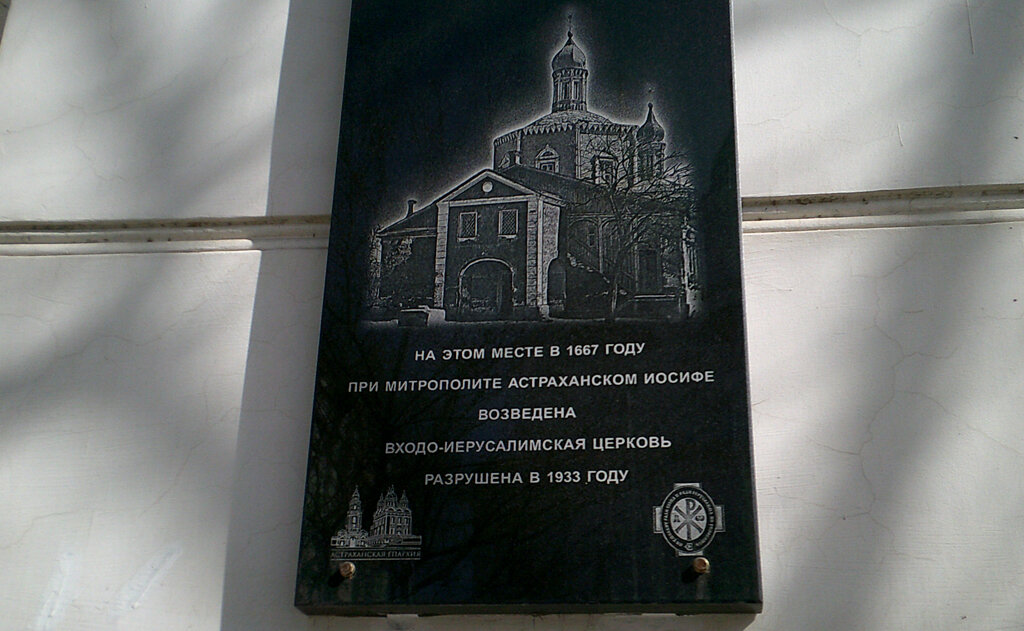 НА ЭТОМ МЕСТЕ В 1667 ГОДУ
ПРИ МИТРОПОЛИТЕ АСТРАХАНСКОМ ИОСИФЕ
ВОЗВЕДЕНА
ВХОДО-ИЕРУСАЛИМСКАЯ ЦЕРКОВЬ
РАЗРУШЕНА В 1933 ГОДУ
АСТРАХАНСКАЯ ЕПАРХИЯ